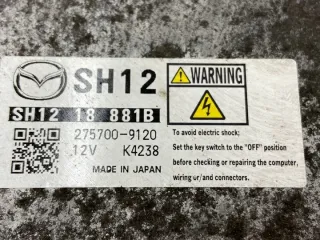 SH12
SH12 18 881B
275700-9120
12V K4238
MADE IN JAPAN
WARNING
To avoid electric shock;
Set the key switch to the "OFF" position
before checking or repairing the computer,
wiring ur/and connectors.